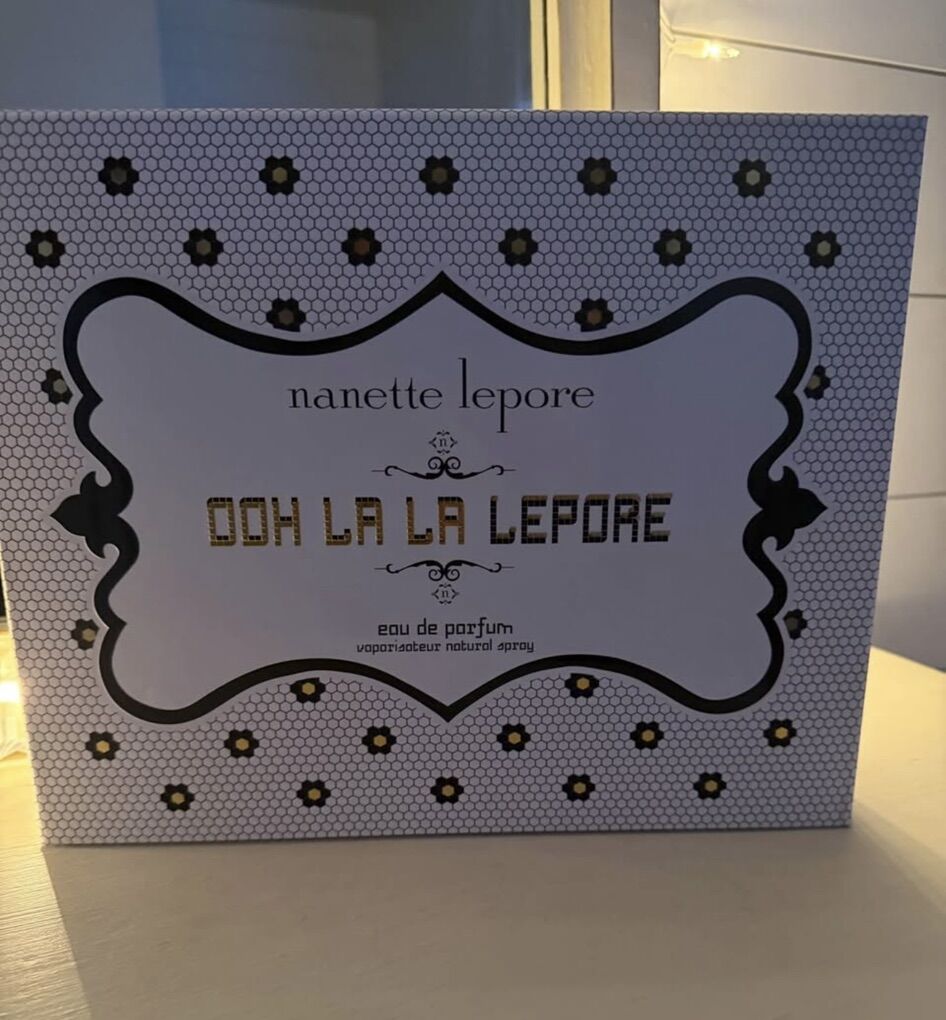 nanette lepore
n
OOH LA LA LEPORE
n
eau de parfum
vaporisateur natural spray